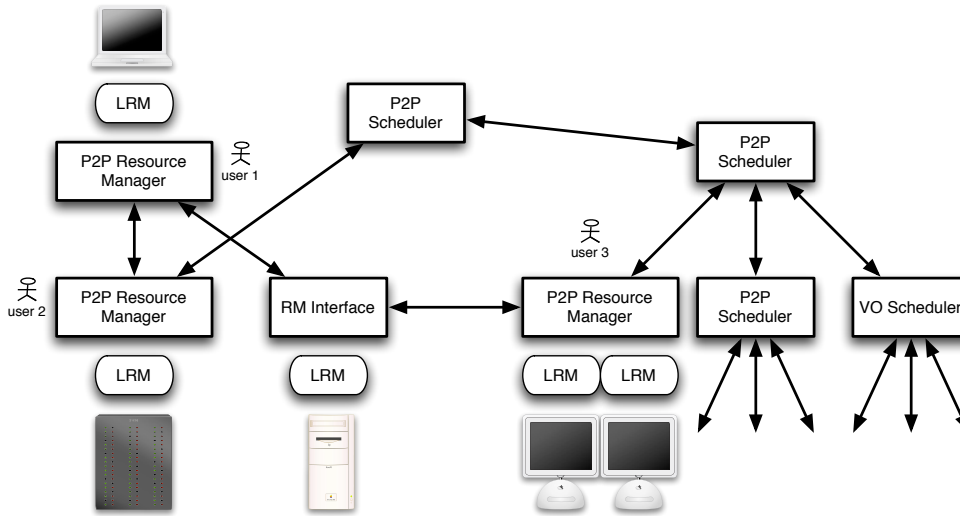 LRM
P2P
Scheduler
P2P Resource
Manager
user 1
P2P
Scheduler
user 3
user 2
P2P Resource
Manager
RM Interface
P2P Resource
Manager
P2P
Scheduler
VO Scheduler
LRM
LRM
LRM
LRM